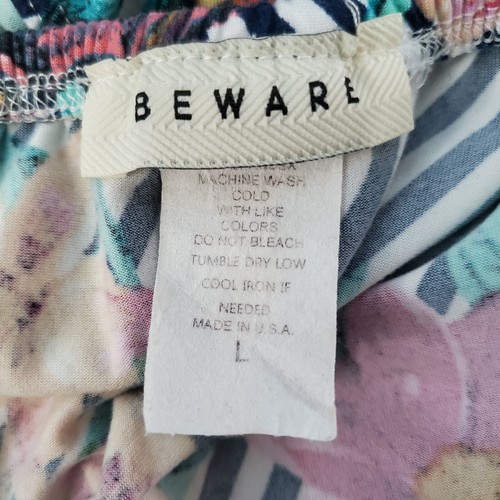 BEWARE
MACHINE WASH
COLD
WITH LIKE
COLORS
DO NOT BLEACH
TUMBLE DRY LOW
COOL IRON IF
NEEDED
MADE IN U.S.A.
L